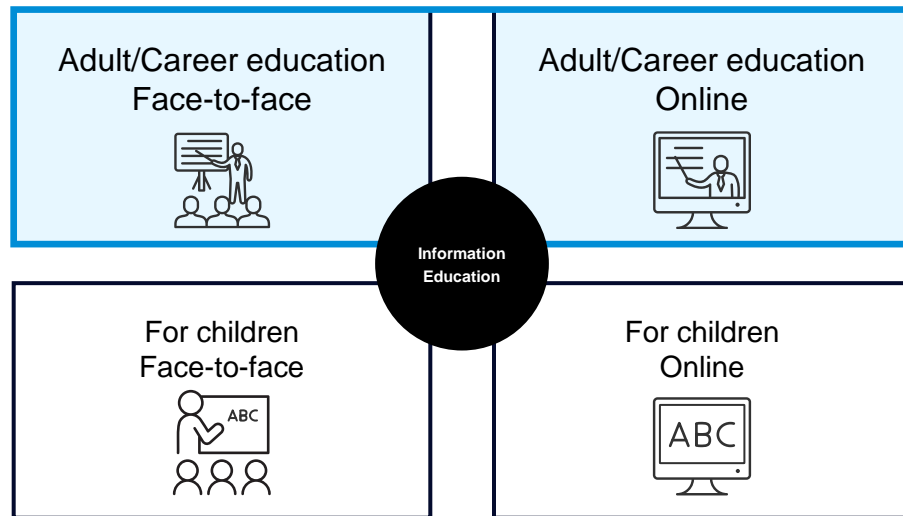 Adult/Career education
Face-to-face
Adult/Career education
Online
Information
Education
For children
Face-to-face
ABC
For children
Online
ABC